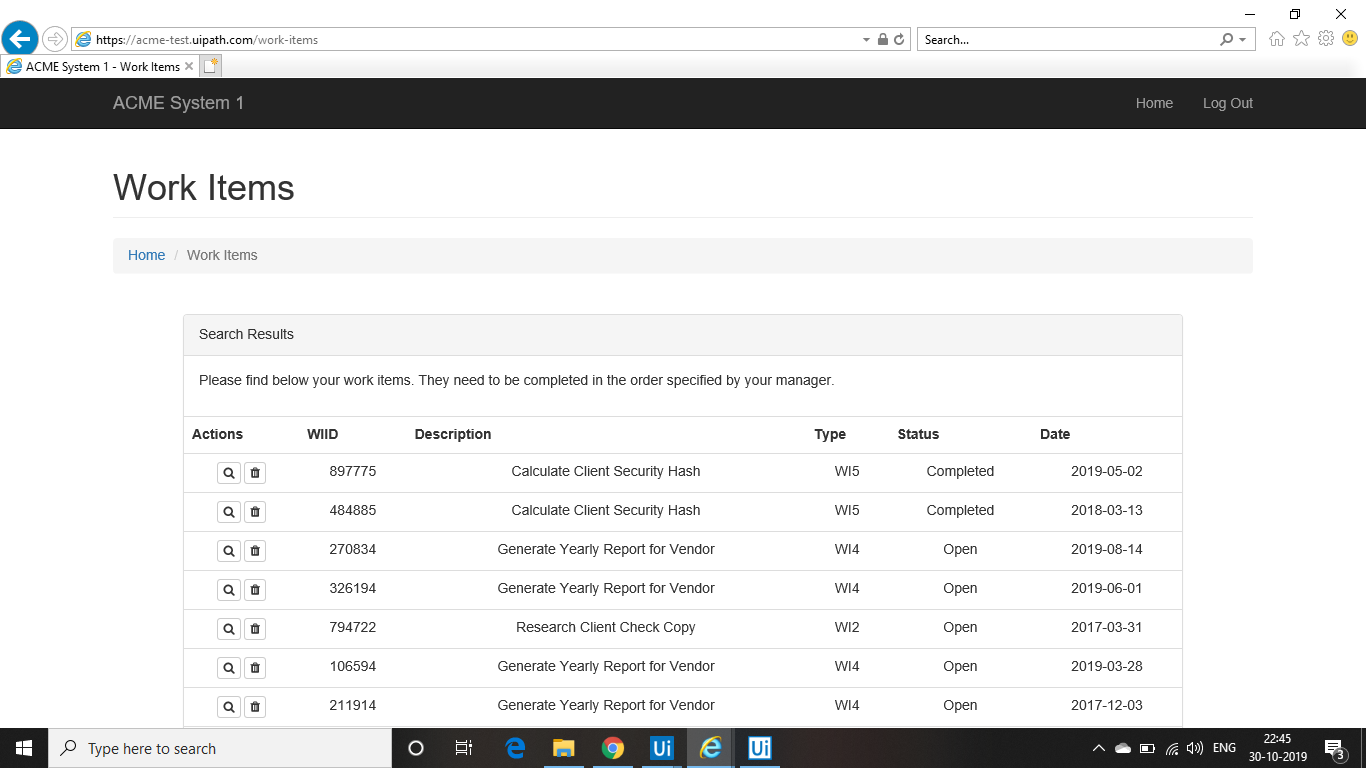 https://acme-test.uipath.com/work-items
Search...
ACME System 1 - Work Items
ACME System 1 Home Log Out
Work Items
Home / Work Items
Search Results
Please find below your work items. They need to be completed in the order specified by your manager.
Actions WIID Description Type Status Date
897775 Calculate Client Security Hash WI5 Completed 2019-05-02
484885 Calculate Client Security Hash WI5 Completed 2018-03-13
270834 Generate Yearly Report for Vendor WI4 Open 2019-08-14
326194 Generate Yearly Report for Vendor WI4 Open 2019-06-01
794722 Research Client Check Copy WI2 Open 2017-03-31
106594 Generate Yearly Report for Vendor WI4 Open 2019-03-28
211914 Generate Yearly Report for Vendor WI4 Open 2017-12-03
Type here to search Ui Ui ENG 22:45
30-10-2019 3